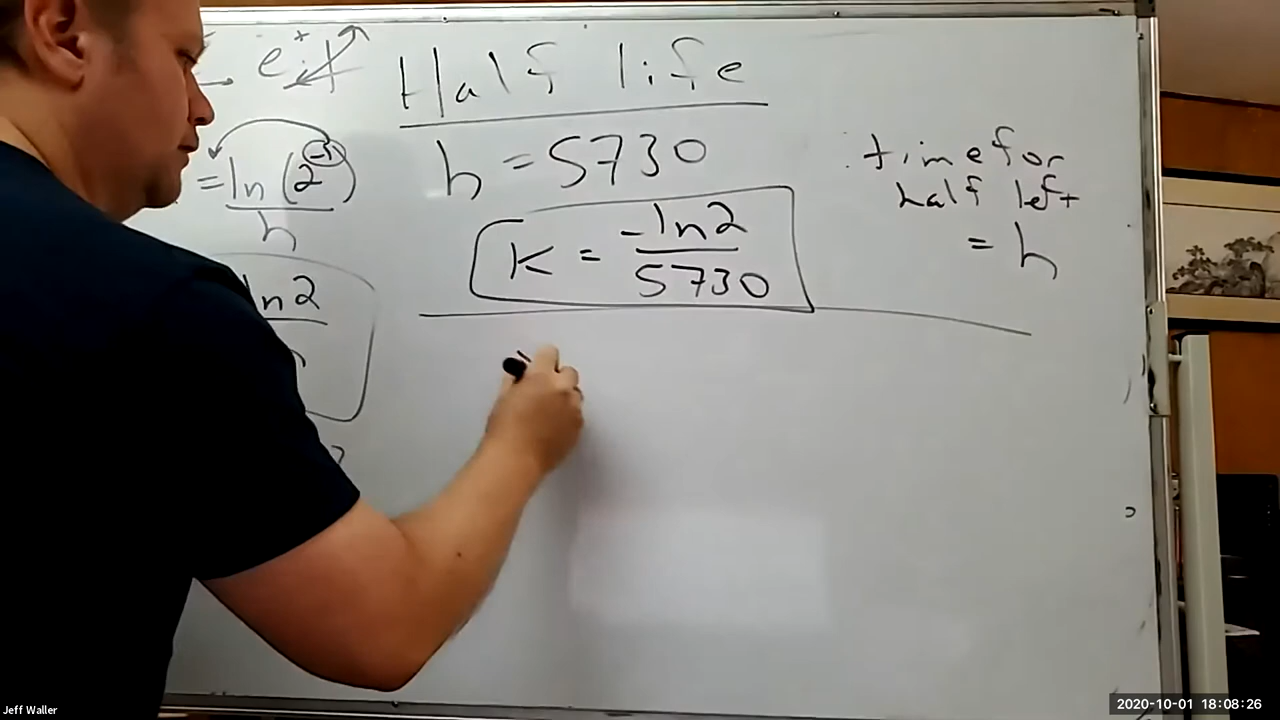 Half life
h = 5730
K = -ln2 / 5730
time for
half left
= h
= ln(2^-1) / h
ln2
Jeff Waller
2020-10-01 18:08:26